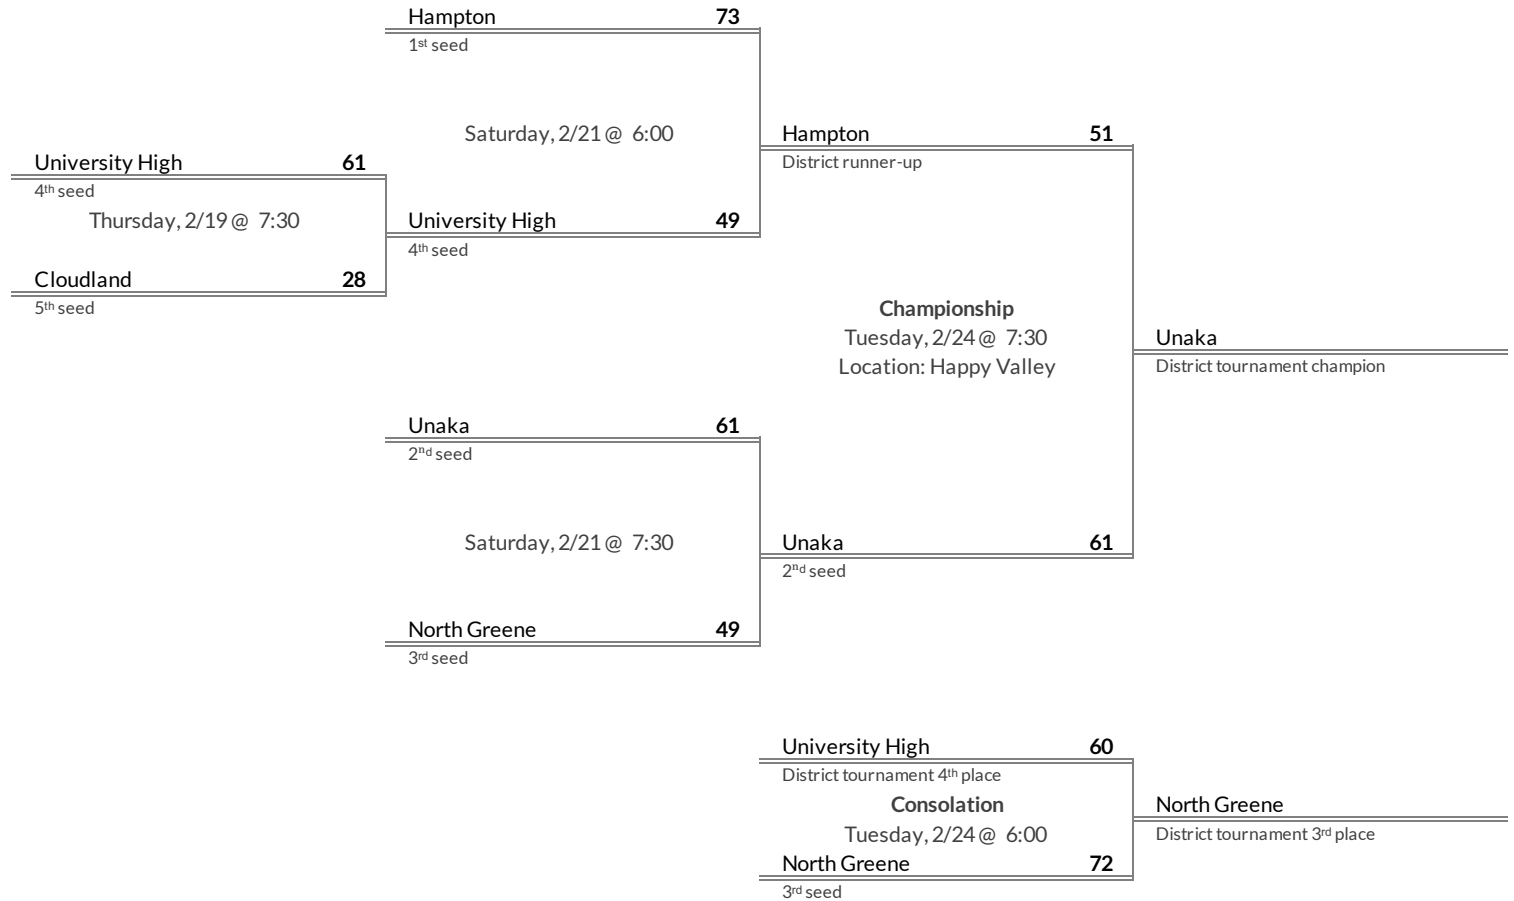 Hampton 73
1st seed
Saturday, 2/21 @ 6:00
Hampton 51
District runner-up
University High 61
4th seed
Thursday, 2/19 @ 7:30
University High 49
4th seed
Cloudland 28
5th seed
Championship
Tuesday, 2/24 @ 7:30
Location: Happy Valley
Unaka
District tournament champion
Unaka 61
2nd seed
Saturday, 2/21 @ 7:30
Unaka 61
2nd seed
North Greene 49
3rd seed
University High 60
District tournament 4th place
Consolation
Tuesday, 2/24 @ 6:00
North Greene
District tournament 3rd place
North Greene 72
3rd seed